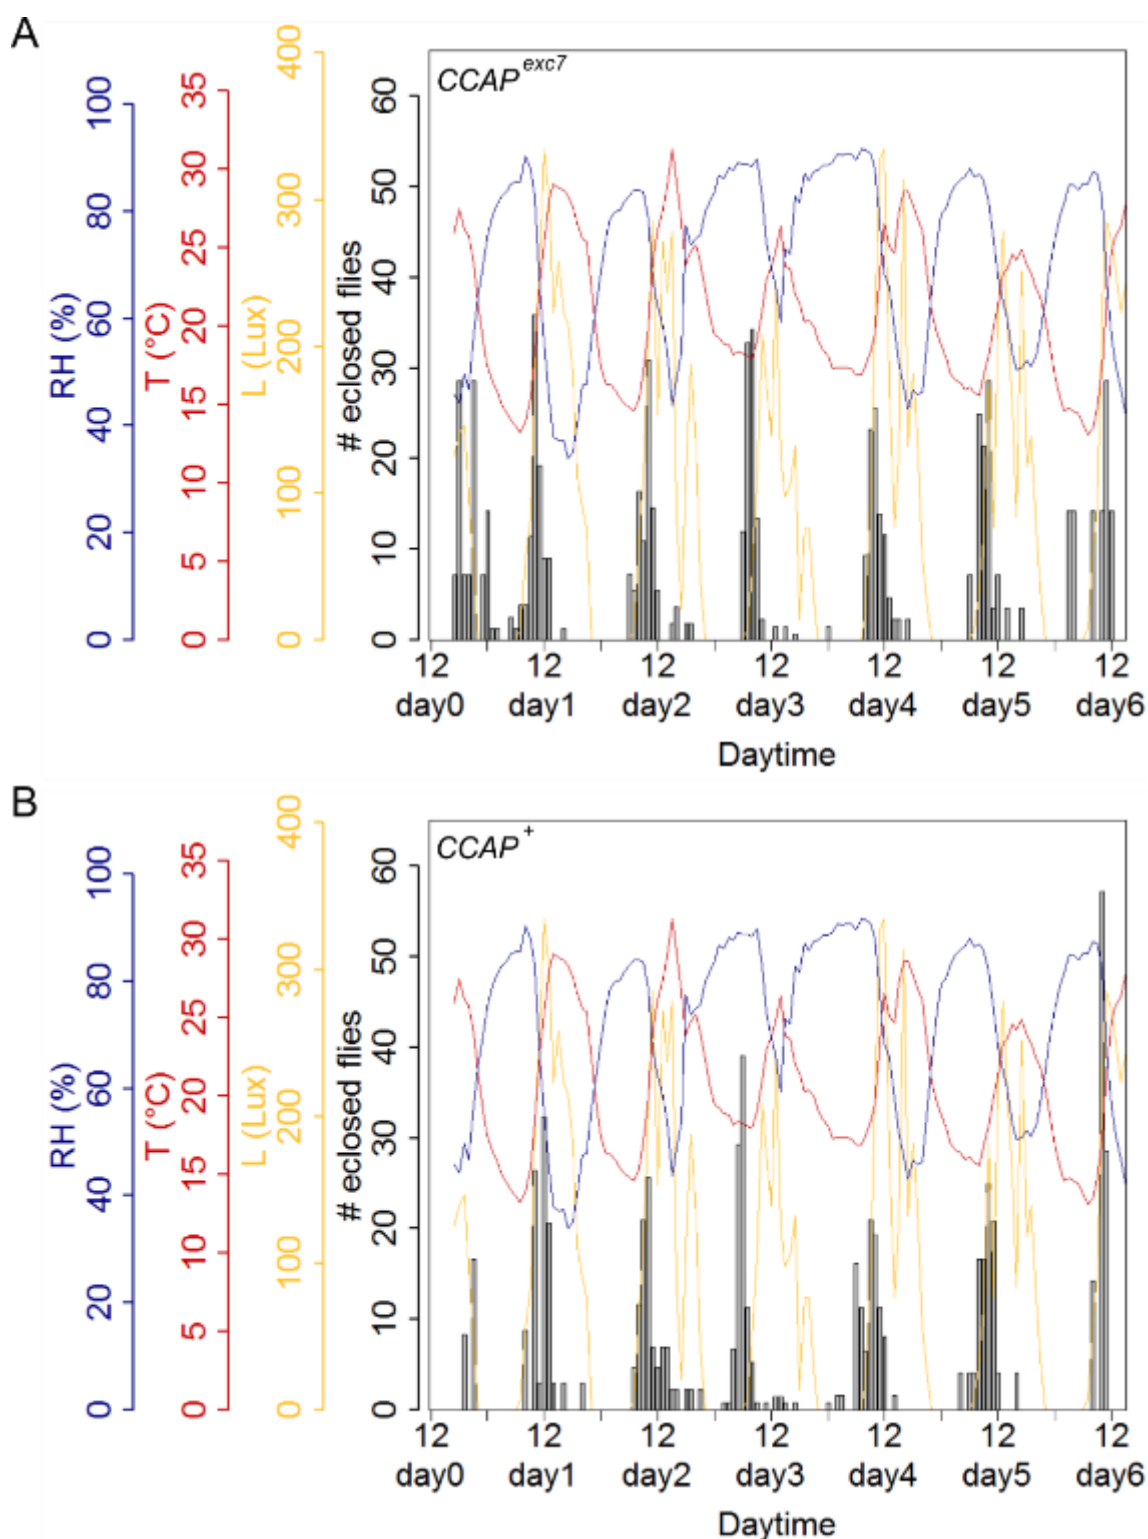 A
CCAP^exc7
RH (%)
0 20 40 60 80 100
T (°C)
0 5 10 15 20 25 30 35
L (Lux)
0 100 200 300 400
# eclosed flies
0 10 20 30 40 50 60
12 12 12 12 12 12 12
day0 day1 day2 day3 day4 day5 day6
Daytime
B
CCAP^+
RH (%)
0 20 40 60 80 100
T (°C)
0 5 10 15 20 25 30 35
L (Lux)
0 100 200 300 400
# eclosed flies
0 10 20 30 40 50 60
12 12 12 12 12 12 12
day0 day1 day2 day3 day4 day5 day6
Daytime